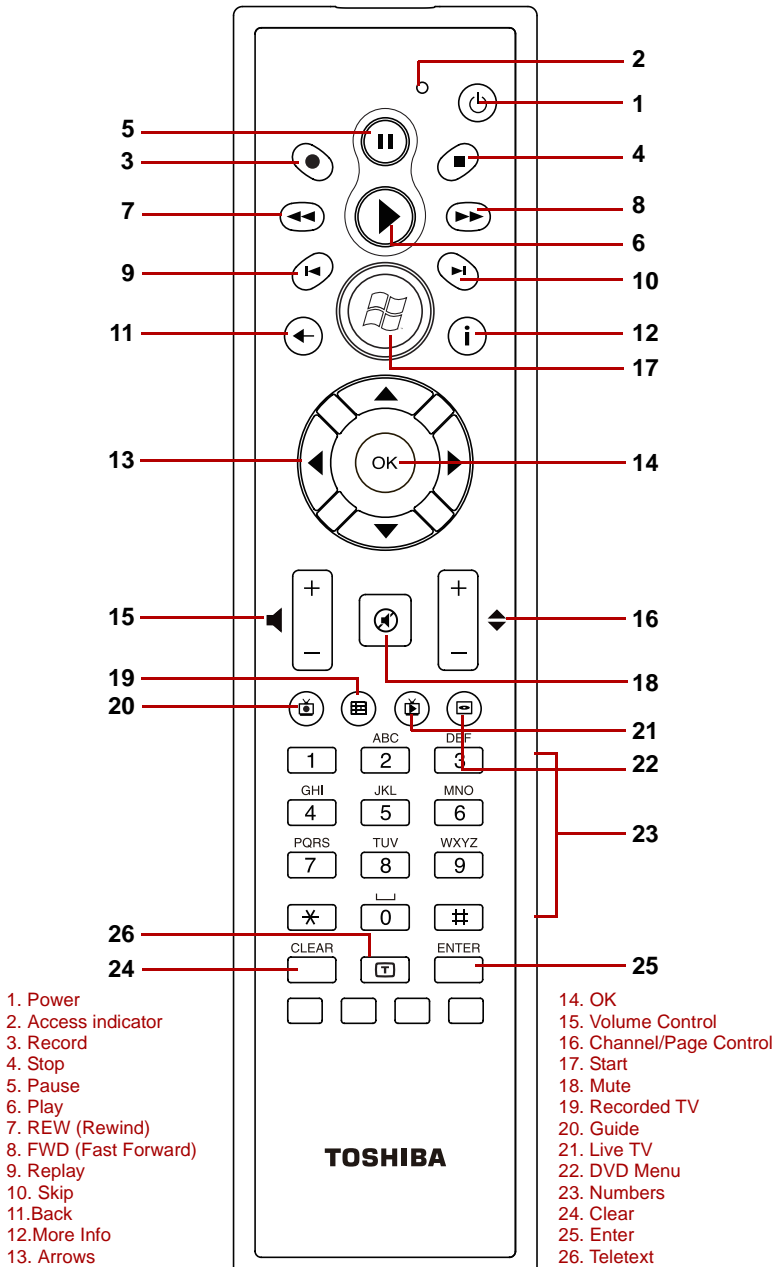 2
1
5
3
4
7
8
6
9
10
11
12
17
OK
13
14
+
+
15
16
–
–
18
19
20
21
22
ABC
DEF
1
2
3
GHI
JKL
MNO
4
5
6
23
PQRS
TUV
WXYZ
7
8
9
*
0
#
26
CLEAR
ENTER
24
T
25
1. Power
2. Access indicator
3. Record
4. Stop
5. Pause
6. Play
7. REW (Rewind)
8. FWD (Fast Forward)
9. Replay
10. Skip
11.Back
12.More Info
13. Arrows
TOSHIBA
14. OK
15. Volume Control
16. Channel/Page Control
17. Start
18. Mute
19. Recorded TV
20. Guide
21. Live TV
22. DVD Menu
23. Numbers
24. Clear
25. Enter
26. Teletext